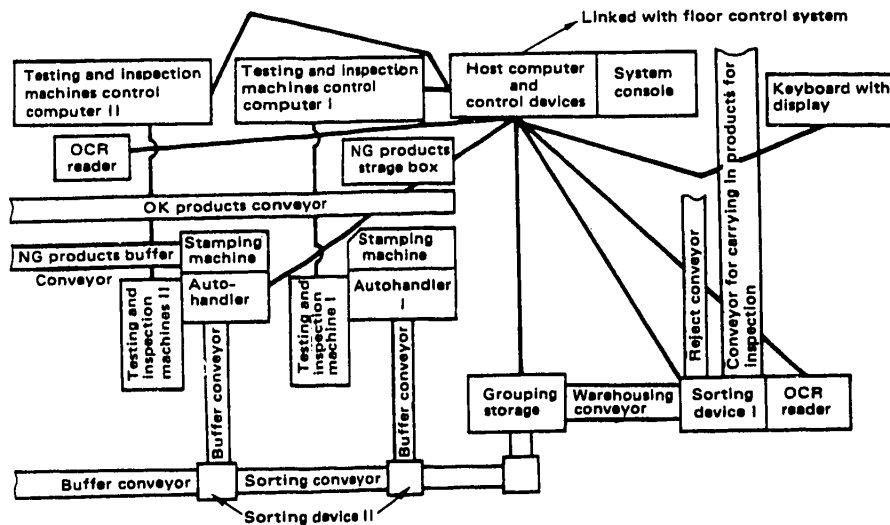 Linked with floor control system
Testing and inspection
machines control
computer II
Testing and inspection
machines control
computer I
Host computer
and
control devices
System
console
Keyboard with
display
OCR
reader
NG products
strage box
OK products conveyor
NG products buffer
Conveyor
Stamping
machine
Auto-
handler
Stamping
machine
Autohandler
I
Testing and
inspection
machines II
Testing and
inspection
machine I
Buffer conveyor
Buffer conveyor
Reject conveyor
Conveyor for carrying in products for
inspection
Grouping
storage
Warehousing
conveyor
Sorting
device I
OCR
reader
Buffer conveyor
Sorting conveyor
Sorting device II